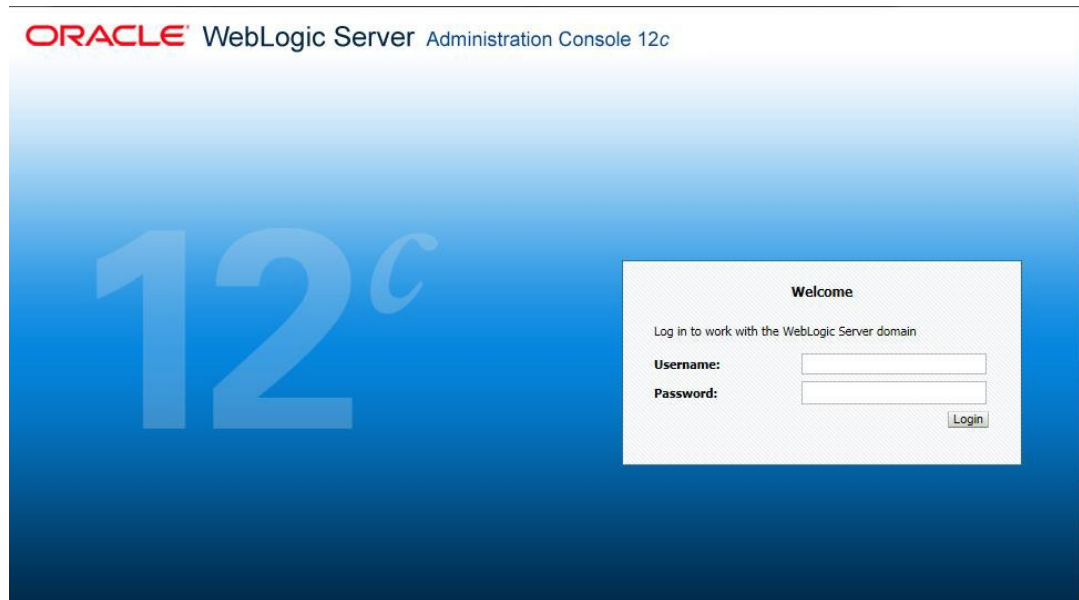 ORACLE WebLogic Server Administration Console 12c
12c
Welcome
Log in to work with the WebLogic Server domain
Username:
Password:
Login